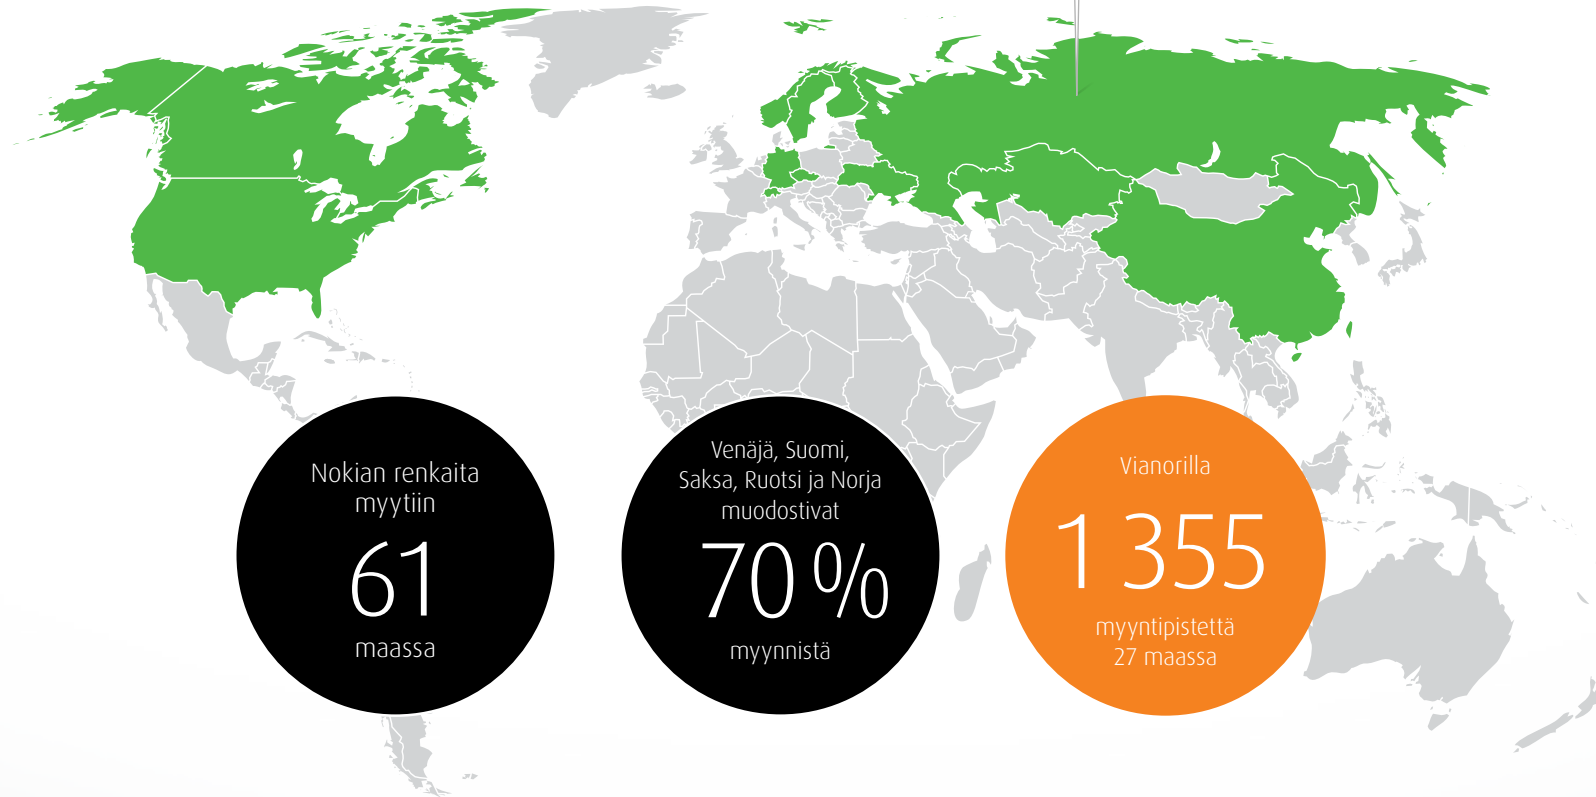 Nokian renkaita
myytiin
61
maassa
Venäjä, Suomi,
Saksa, Ruotsi ja Norja
muodostivat
70 %
myynnistä
Vianorilla
1 355
myyntipistettä
27 maassa